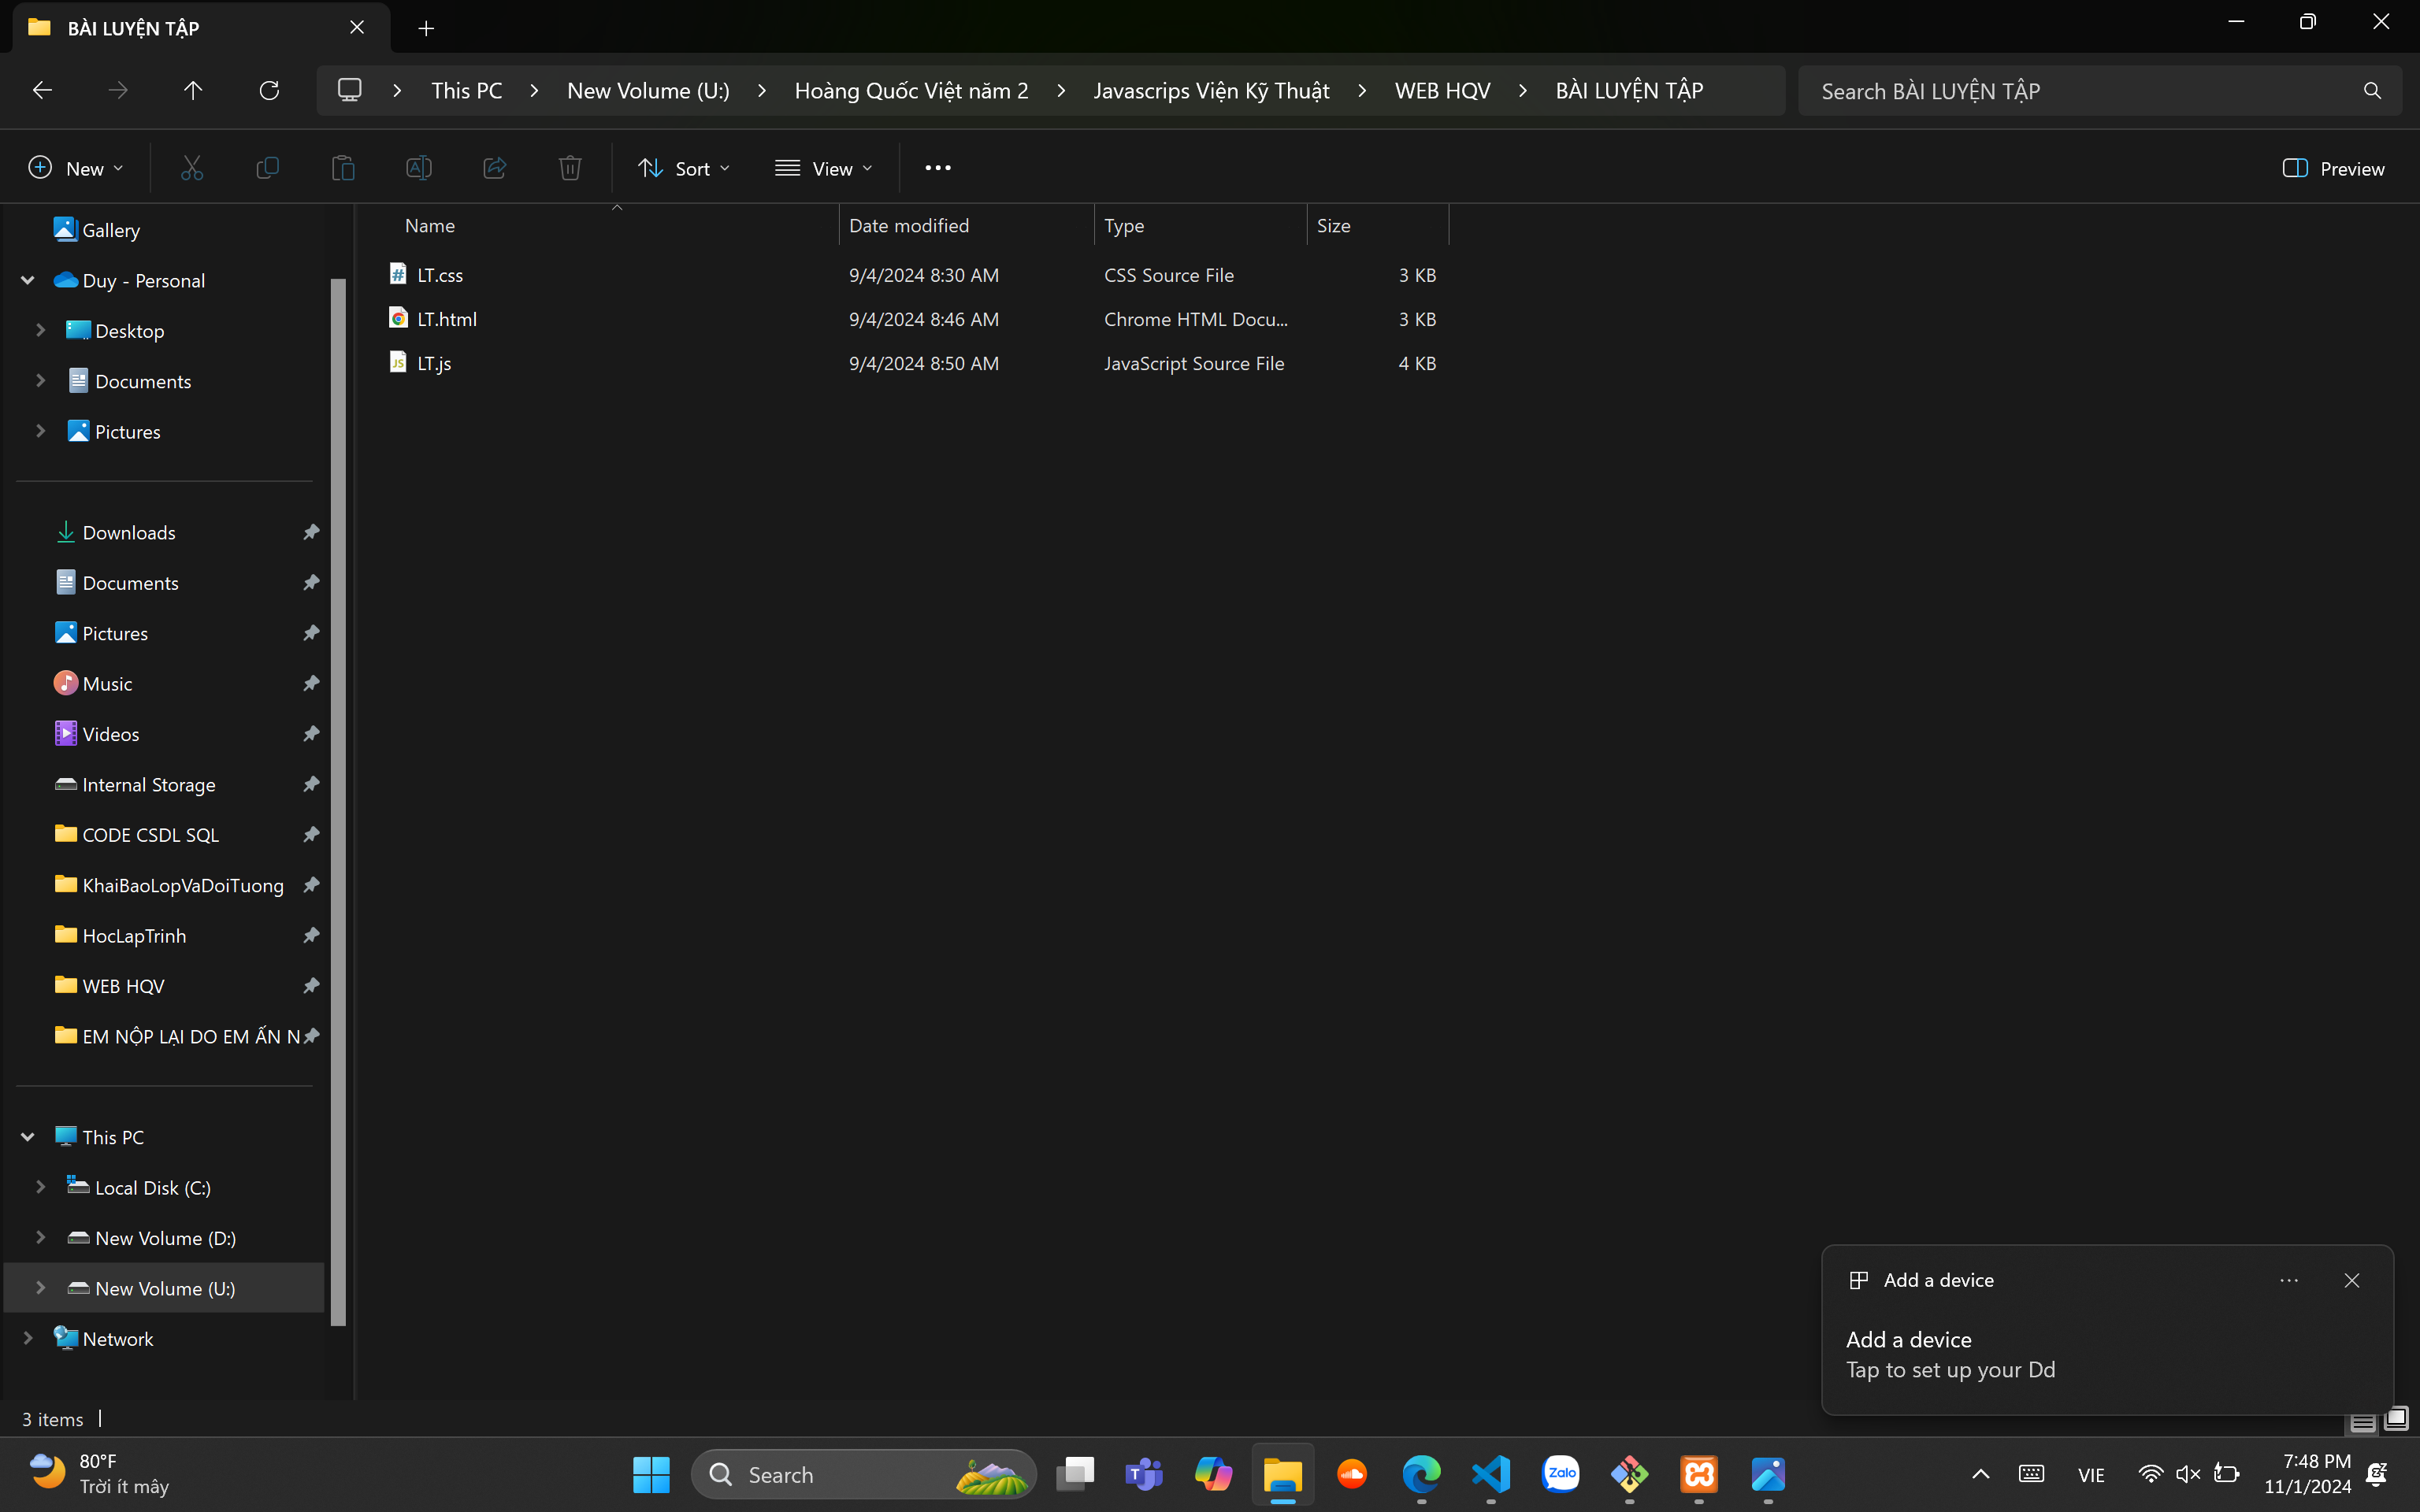 BÀI LUYỆN TẬP
This PC > New Volume (U:) > Hoàng Quốc Việt năm 2 > Javascrips Viện Kỹ Thuật > WEB HQV > BÀI LUYỆN TẬP
Search BÀI LUYỆN TẬP
New
Sort
View
Preview
Name Date modified Type Size
LT.css 9/4/2024 8:30 AM CSS Source File 3 KB
LT.html 9/4/2024 8:46 AM Chrome HTML Docu... 3 KB
LT.js 9/4/2024 8:50 AM JavaScript Source File 4 KB
Gallery
Duy - Personal
Desktop
Documents
Pictures
Downloads
Documents
Pictures
Music
Videos
Internal Storage
CODE CSDL SQL
KhaiBaoLopVaDoiTuong
HocLapTrinh
WEB HQV
EM NỘP LẠI DO EM ẤN N
This PC
Local Disk (C:)
New Volume (D:)
New Volume (U:)
Network
Add a device
Add a device
Tap to set up your Dd
3 items
80°F
Trời ít mây
Search
Zalo
VIE
7:48 PM
11/1/2024